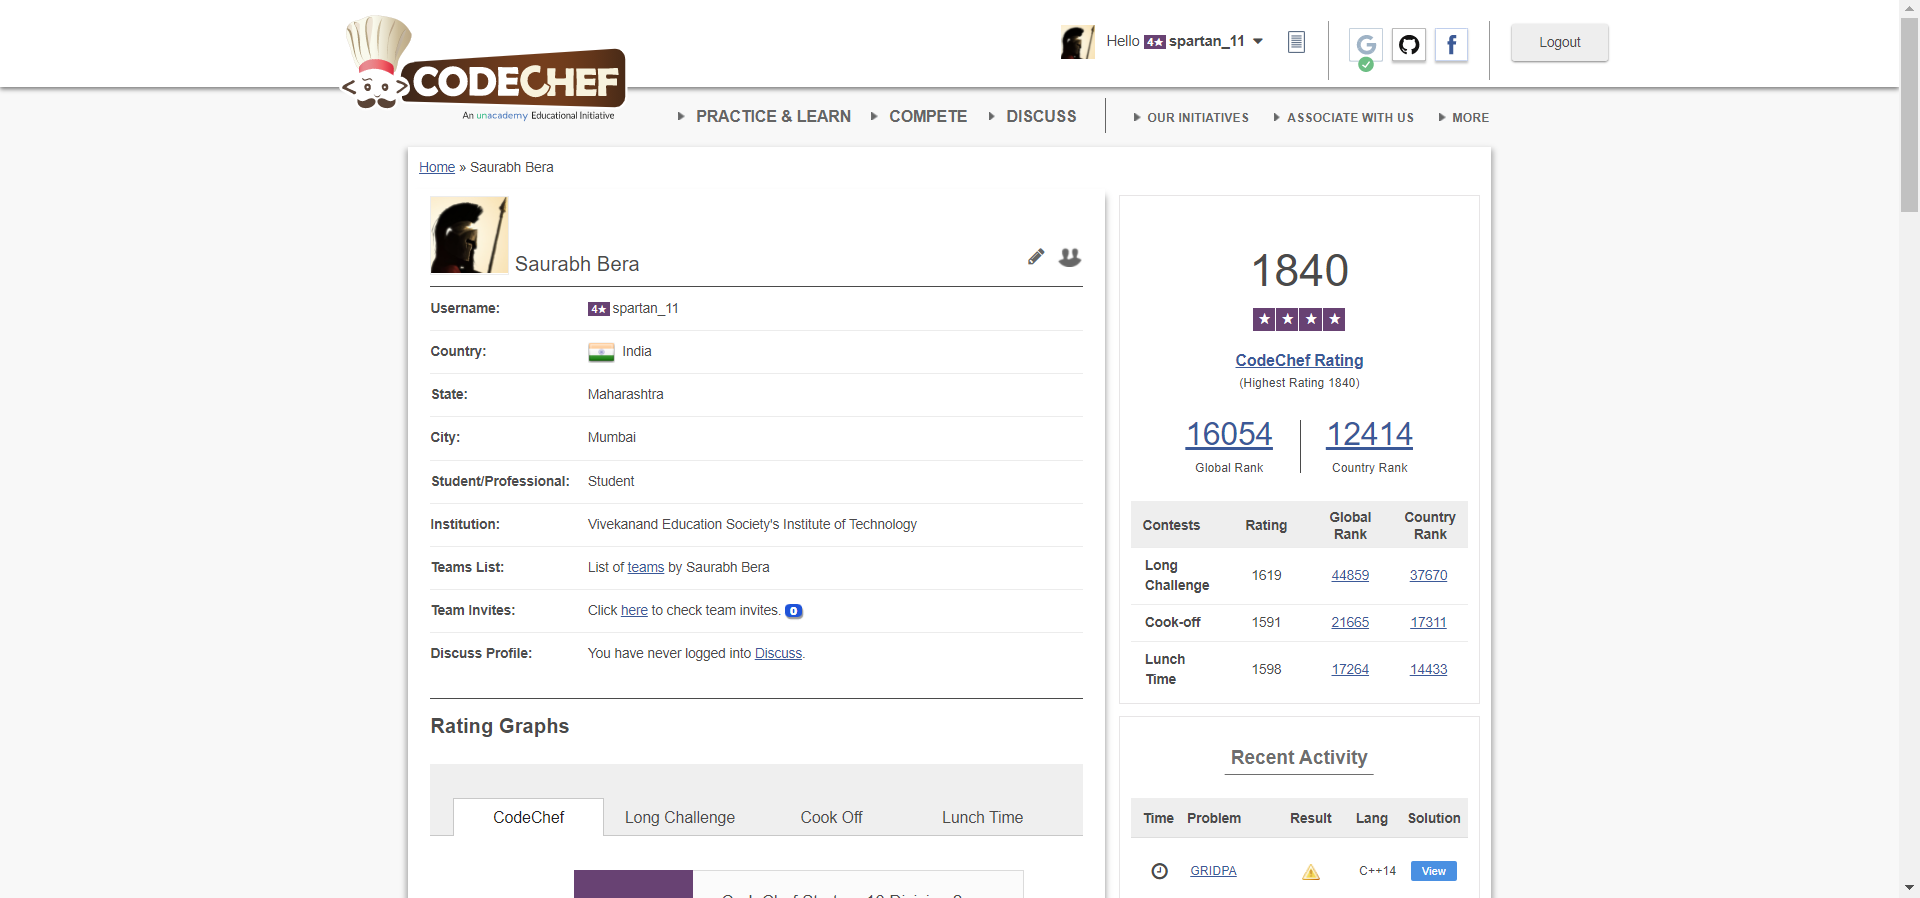 Hello 4★ spartan_11
Logout
CODECHEF
An unacademy Educational Initiative
PRACTICE & LEARN COMPETE DISCUSS OUR INITIATIVES ASSOCIATE WITH US MORE
Home » Saurabh Bera
Saurabh Bera
Username: 4★ spartan_11
Country: India
State: Maharashtra
City: Mumbai
Student/Professional: Student
Institution: Vivekanand Education Society's Institute of Technology
Teams List: List of teams by Saurabh Bera
Team Invites: Click here to check team invites. 0
Discuss Profile: You have never logged into Discuss.
Rating Graphs
CodeChef Long Challenge Cook Off Lunch Time
1840
★★★★
CodeChef Rating
(Highest Rating 1840)
16054 12414
Global Rank Country Rank
Contests Rating Global Rank Country Rank
Long Challenge 1619 44859 37670
Cook-off 1591 21665 17311
Lunch Time 1598 17264 14433
Recent Activity
Time Problem Result Lang Solution
GRIDPA C++14 View